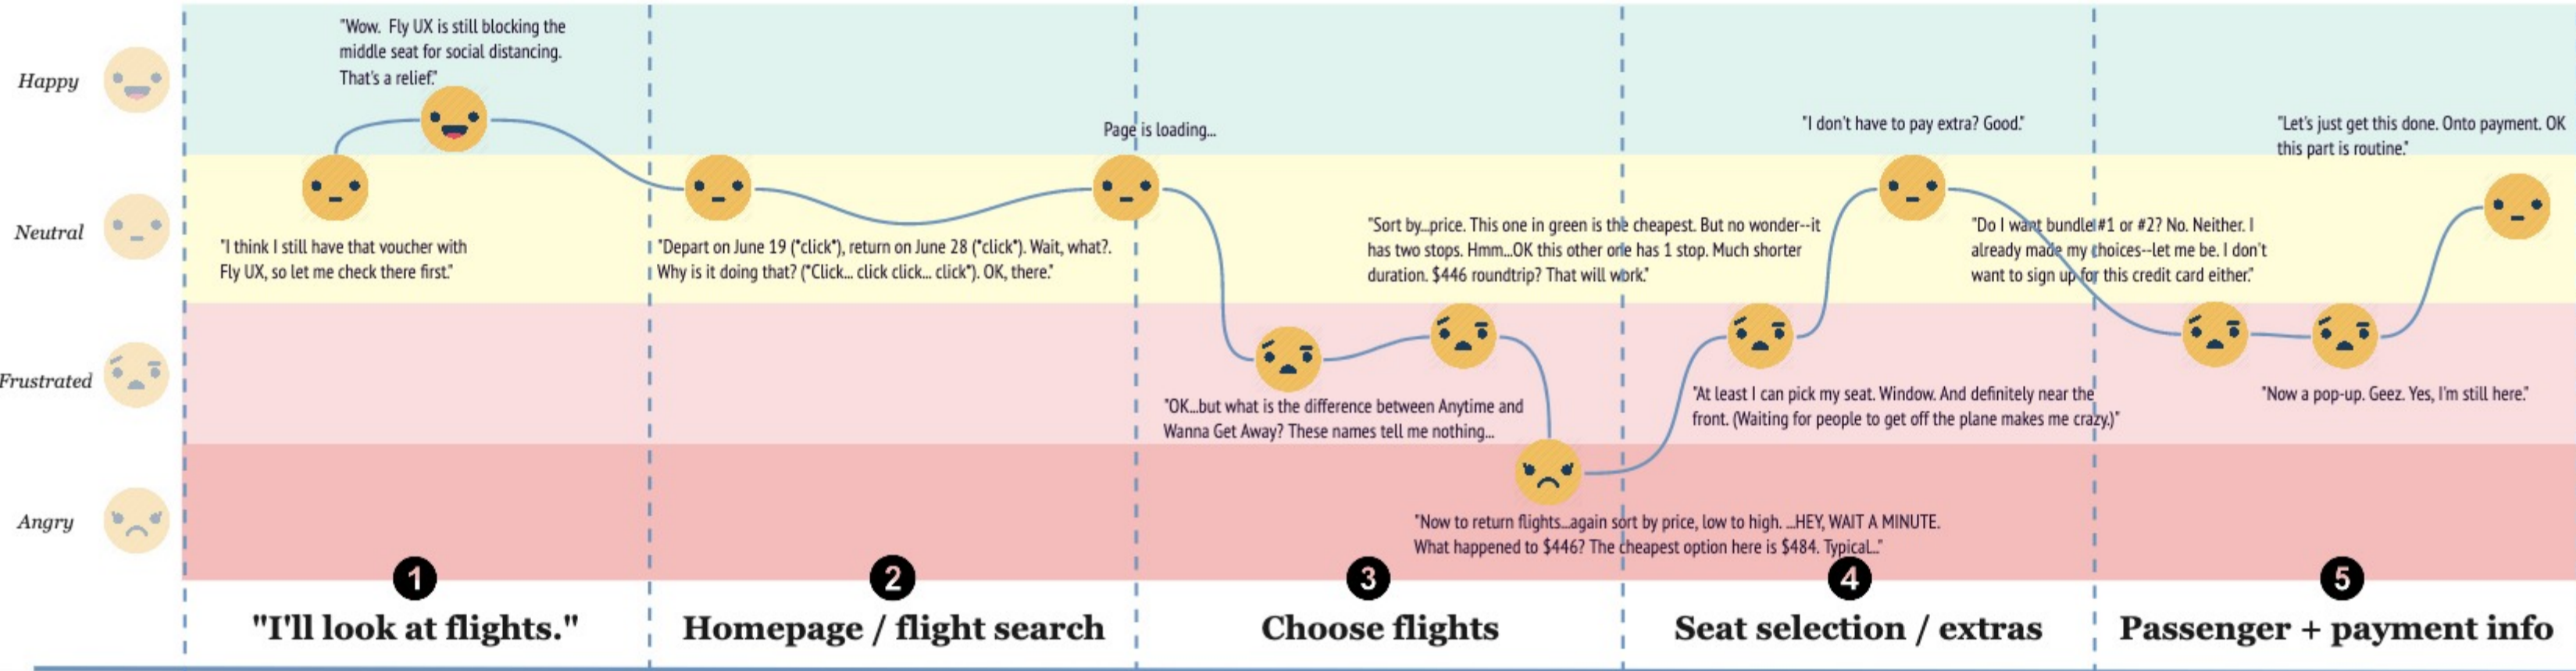 Happy
Neutral
Frustrated
Angry
"Wow.  Fly UX is still blocking the
middle seat for social distancing.
That's a relief."
"I think I still have that voucher with
Fly UX, so let me check there first."
"Depart on June 19 (*click*), return on June 28 (*click*). Wait, what?.
Why is it doing that? (*Click... click click... click*). OK, there."
Page is loading...
"OK...but what is the difference between Anytime and
Wanna Get Away? These names tell me nothing...
"Sort by...price. This one in green is the cheapest. But no wonder--it
has two stops. Hmm...OK this other one has 1 stop. Much shorter
duration. $446 roundtrip? That will work."
"Now to return flights...again sort by price, low to high. ...HEY, WAIT A MINUTE.
What happened to $446? The cheapest option here is $484. Typical..."
"At least I can pick my seat. Window. And definitely near the
front. (Waiting for people to get off the plane makes me crazy.)"
"I don't have to pay extra? Good."
"Do I want bundle #1 or #2? No. Neither. I
already made my choices--let me be. I don't
want to sign up for this credit card either."
"Now a pop-up. Geez. Yes, I'm still here."
"Let's just get this done. Onto payment. OK
this part is routine."
1
"I'll look at flights."
2
Homepage / flight search
3
Choose flights
4
Seat selection / extras
5
Passenger + payment info